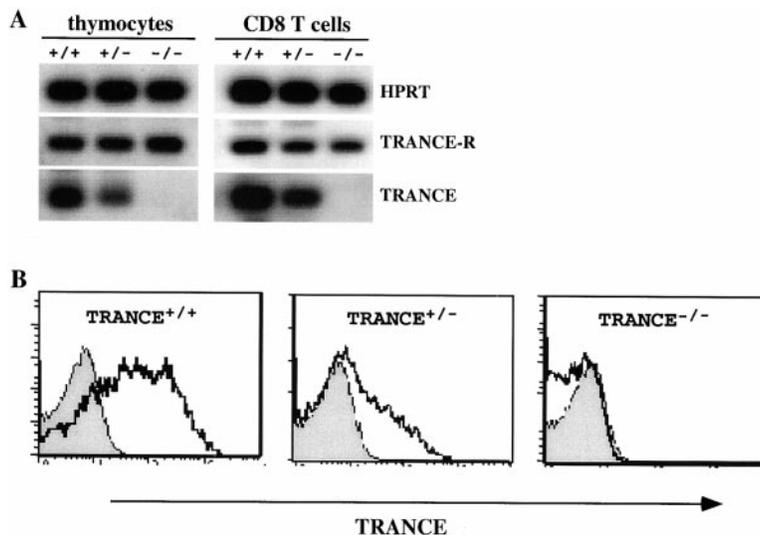 A
thymocytes
CD8 T cells
+/+ +/- -/-
+/+ +/- -/-
HPRT
TRANCE-R
TRANCE
B
TRANCE+/+
TRANCE+/-
TRANCE-/-
TRANCE